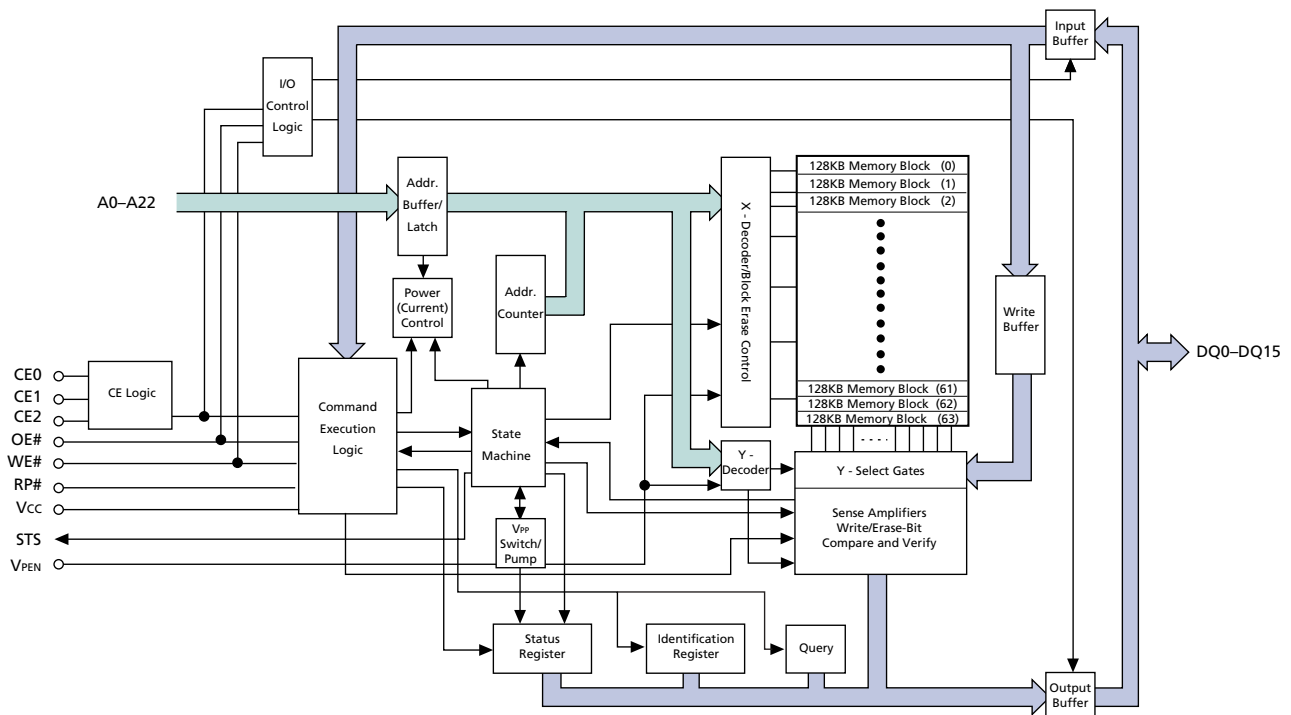 Input
Buffer
I/O
Control
Logic
A0–A22
Addr.
Buffer/
Latch
Power
(Current)
Control
Addr.
Counter
X - Decoder/Block Erase Control
128KB Memory Block (0)
128KB Memory Block (1)
128KB Memory Block (2)
128KB Memory Block (61)
128KB Memory Block (62)
128KB Memory Block (63)
Write
Buffer
DQ0–DQ15
CE0
CE1
CE2
OE#
WE#
RP#
VCC
STS
VPEN
CE Logic
Command
Execution
Logic
State
Machine
VPP
Switch/
Pump
Y -
Decoder
Y - Select Gates
Sense Amplifiers
Write/Erase-Bit
Compare and Verify
Status
Register
Identification
Register
Query
Output
Buffer